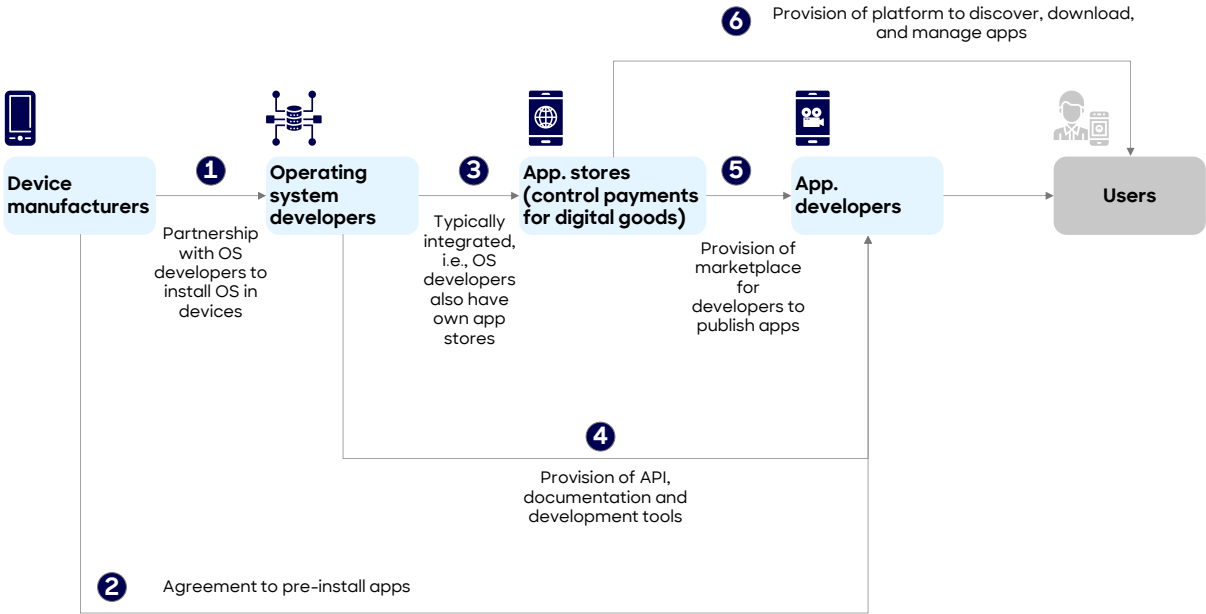 6
Provision of platform to discover, download,
and manage apps
Device
manufacturers
1
Partnership
with OS
developers to
install OS in
devices
Operating
system
developers
3
Typically
integrated,
i.e., OS
developers
also have
own app
stores
App. stores
(control payments
for digital goods)
5
Provision of
marketplace
for
developers to
publish apps
App.
developers
Users
4
Provision of API,
documentation and
development tools
2
Agreement to pre-install apps